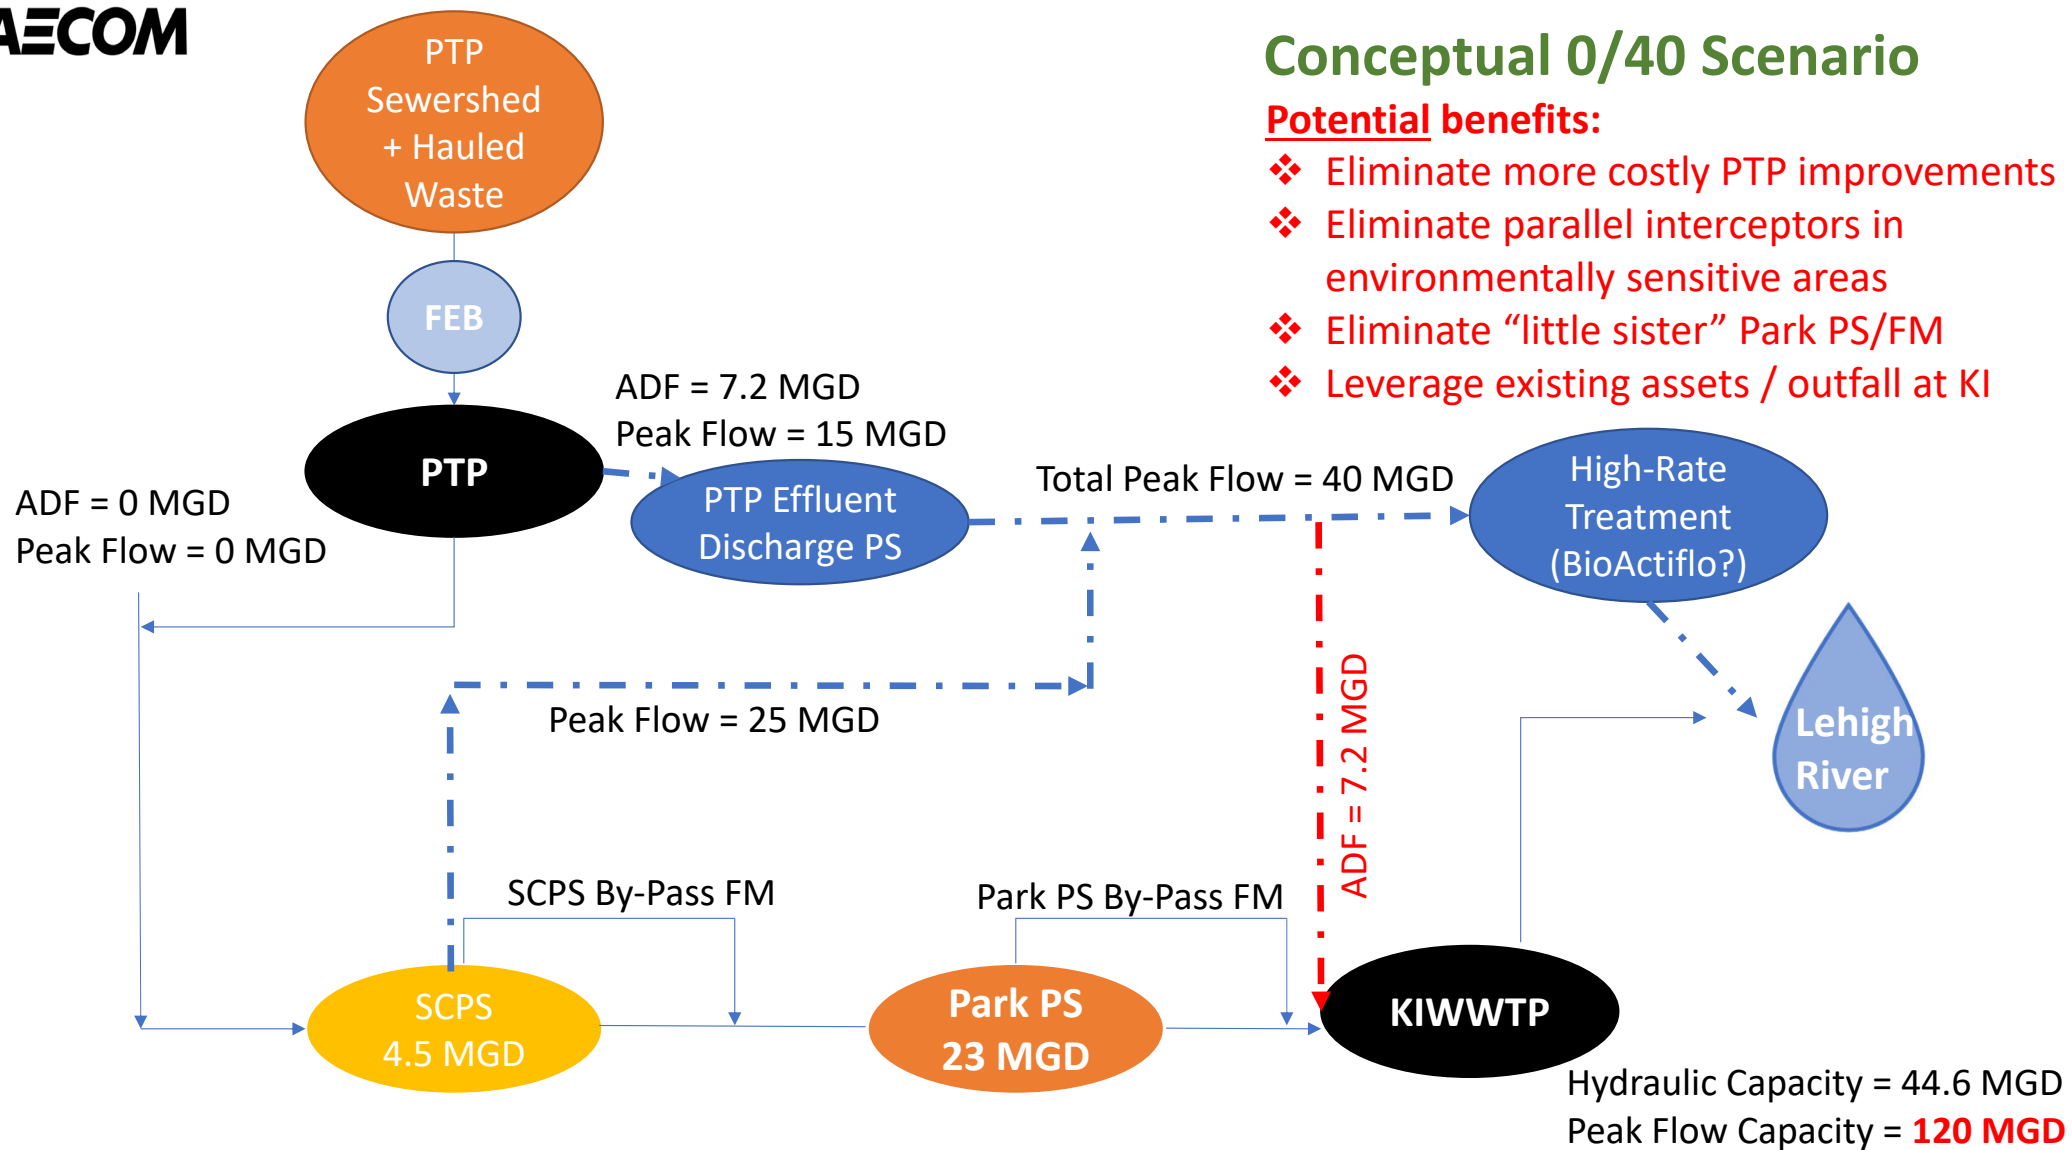 AECOM
Conceptual 0/40 Scenario
Potential benefits:
❖ Eliminate more costly PTP improvements
❖ Eliminate parallel interceptors in
environmentally sensitive areas
❖ Eliminate “little sister” Park PS/FM
❖ Leverage existing assets / outfall at KI
PTP
Sewershed
+ Hauled
Waste
FEB
PTP
ADF = 7.2 MGD
Peak Flow = 15 MGD
PTP Effluent
Discharge PS
Total Peak Flow = 40 MGD
High-Rate
Treatment
(BioActiflo?)
ADF = 0 MGD
Peak Flow = 0 MGD
Peak Flow = 25 MGD
ADF = 7.2 MGD
Lehigh
River
SCPS By-Pass FM
Park PS By-Pass FM
SCPS
4.5 MGD
Park PS
23 MGD
KIWWTP
Hydraulic Capacity = 44.6 MGD
Peak Flow Capacity = 120 MGD